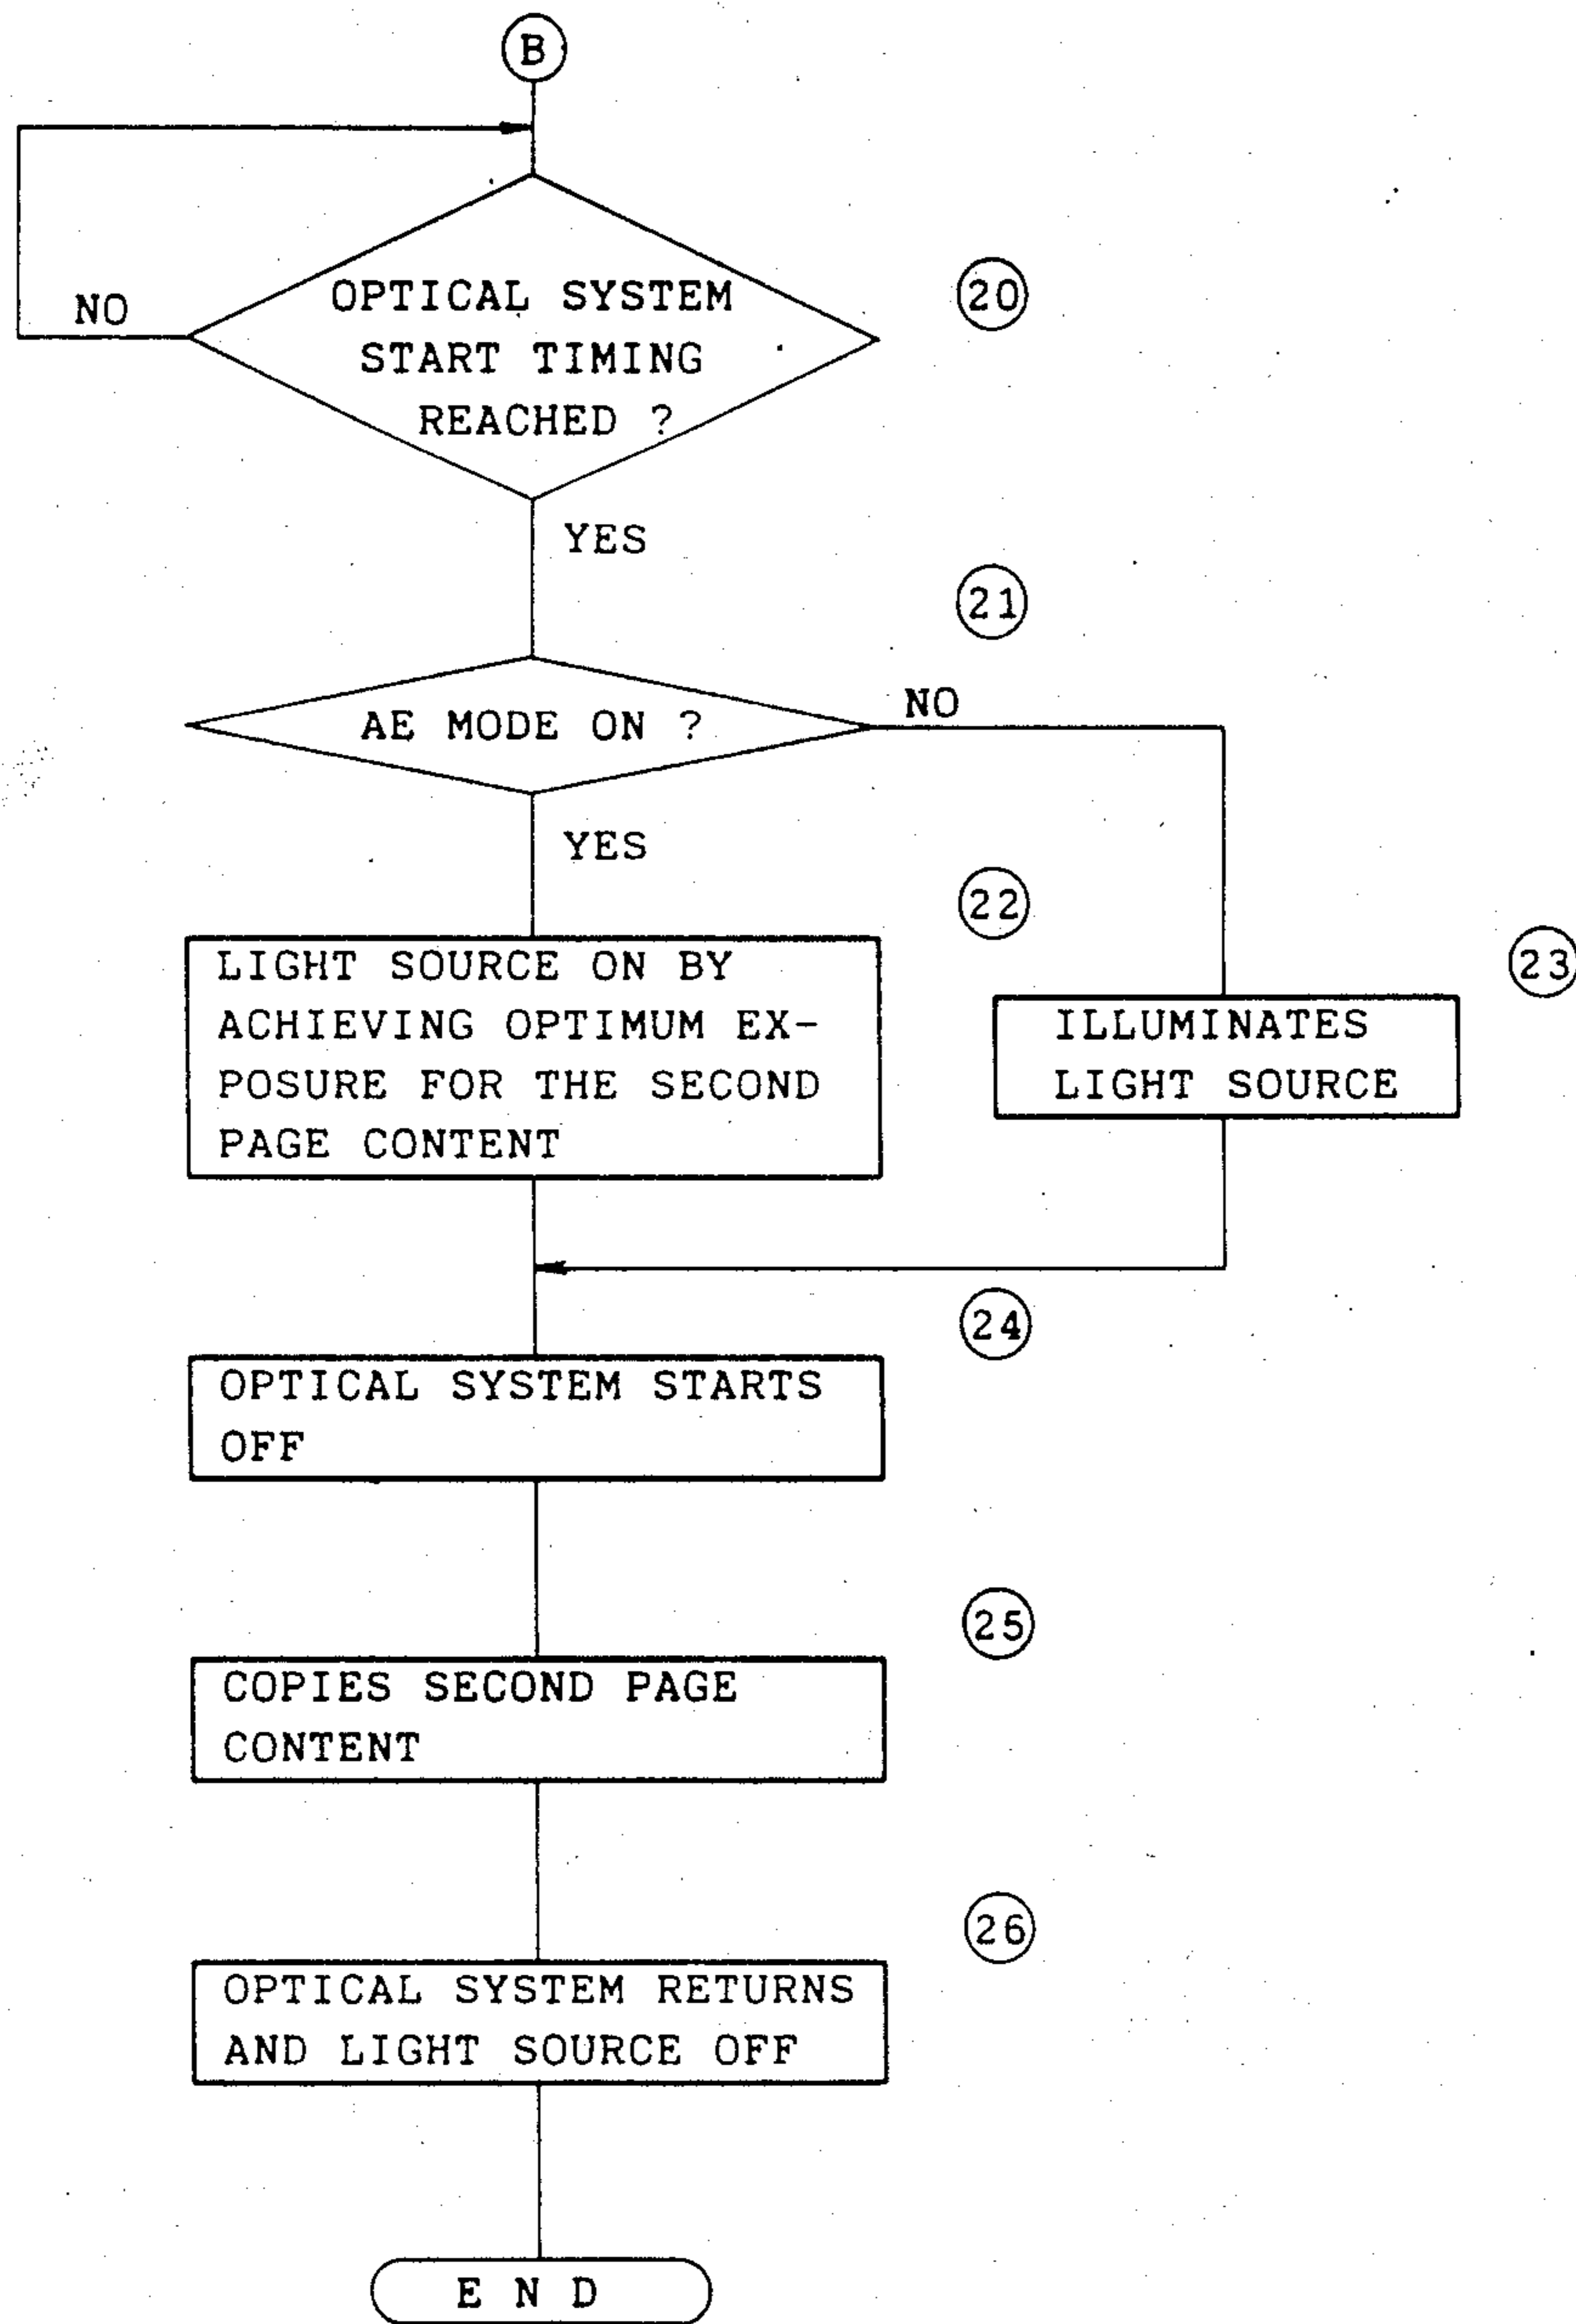 B
NO
OPTICAL SYSTEM
START TIMING
REACHED ?
20
YES
21
AE MODE ON ?
NO
YES
22
LIGHT SOURCE ON BY
ACHIEVING OPTIMUM EX-
POSURE FOR THE SECOND
PAGE CONTENT
23
ILLUMINATES
LIGHT SOURCE
24
OPTICAL SYSTEM STARTS
OFF
25
COPIES SECOND PAGE
CONTENT
26
OPTICAL SYSTEM RETURNS
AND LIGHT SOURCE OFF
E N D